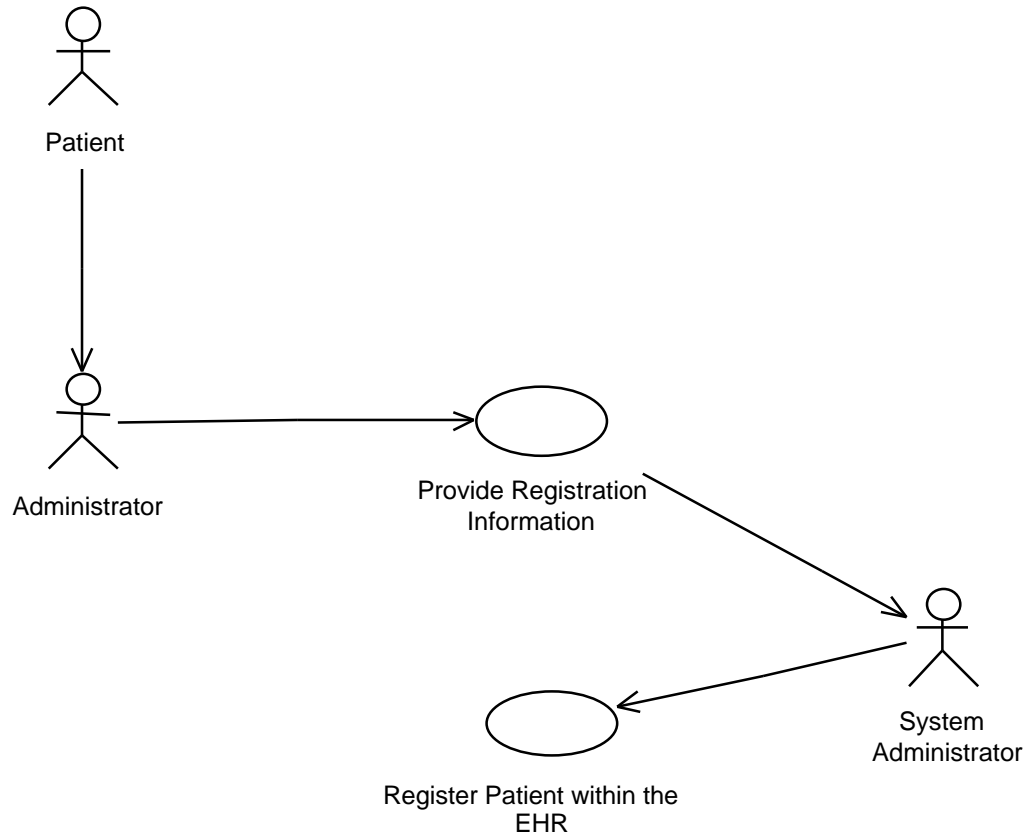 Patient
Administrator
Provide Registration
Information
System
Administrator
Register Patient within the
EHR